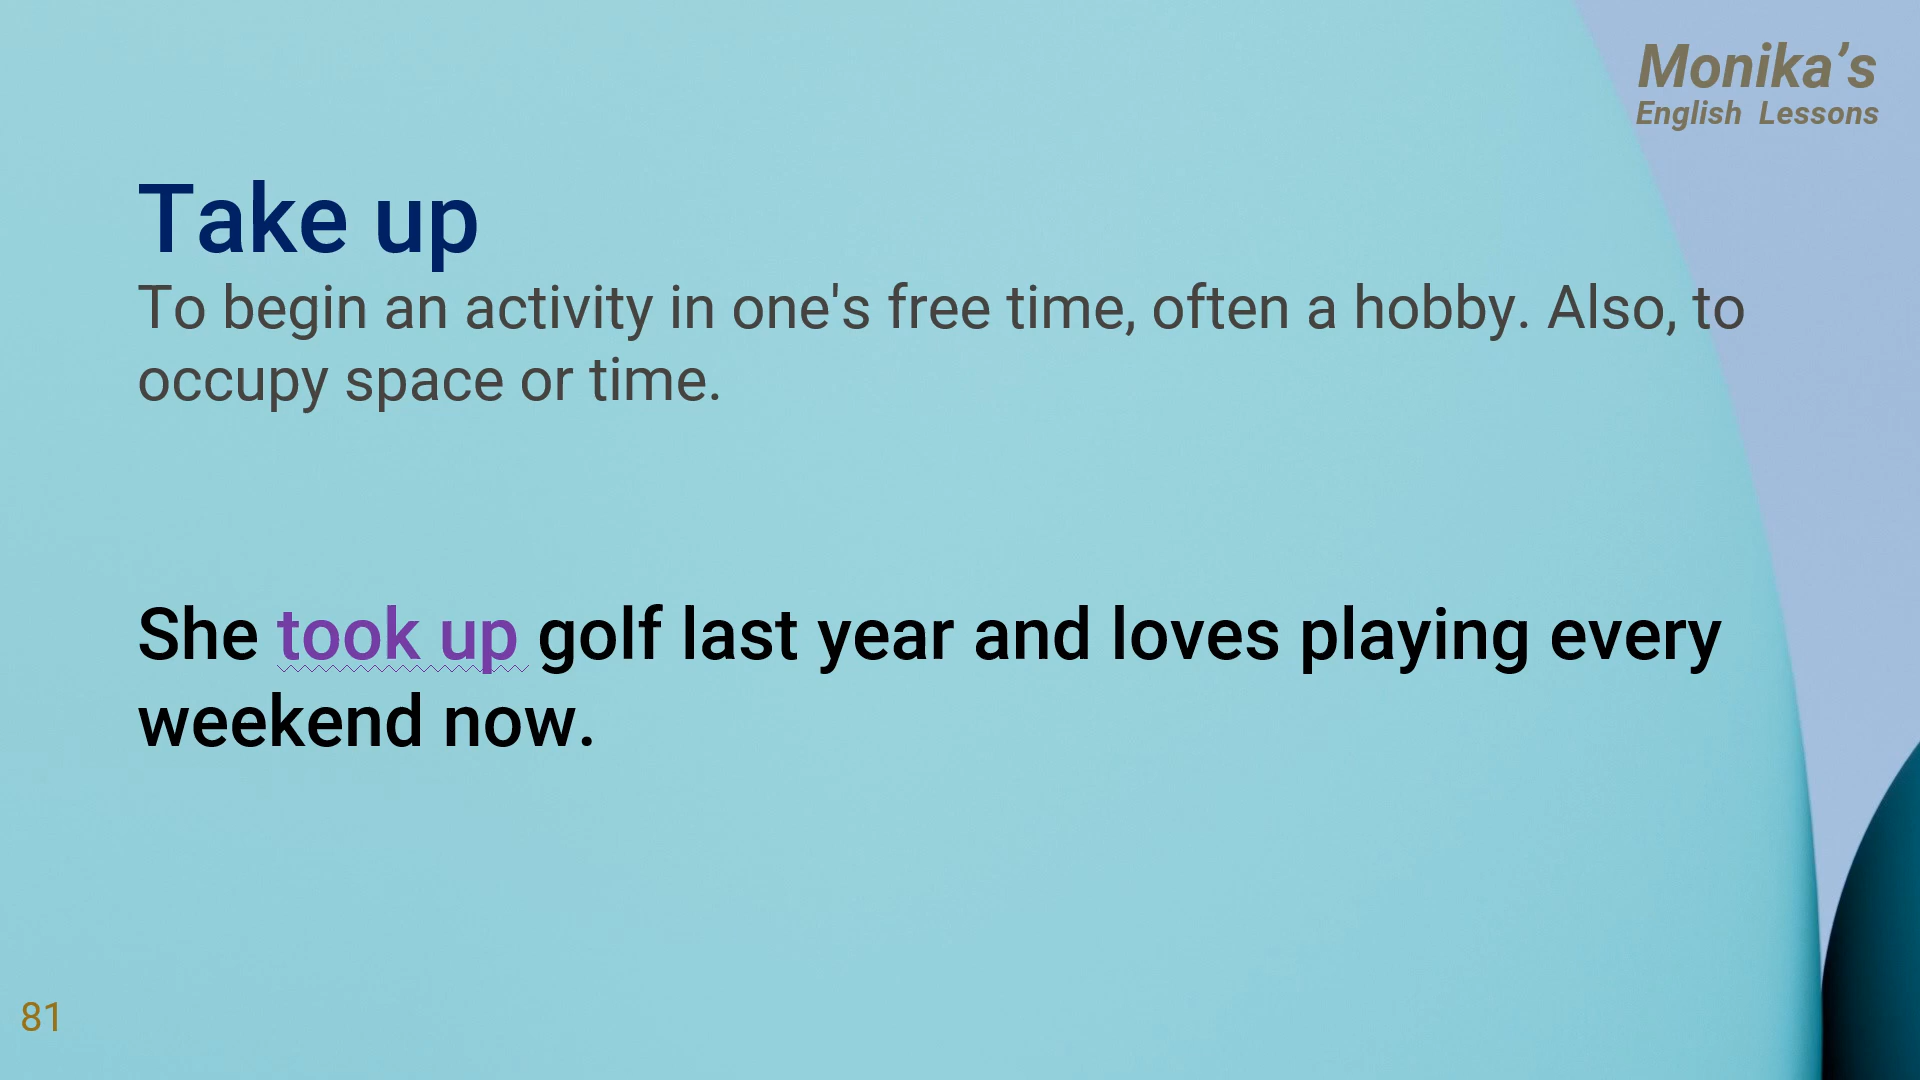 Monika’s
English Lessons
Take up
To begin an activity in one's free time, often a hobby. Also, to
occupy space or time.
She took up golf last year and loves playing every
weekend now.
81